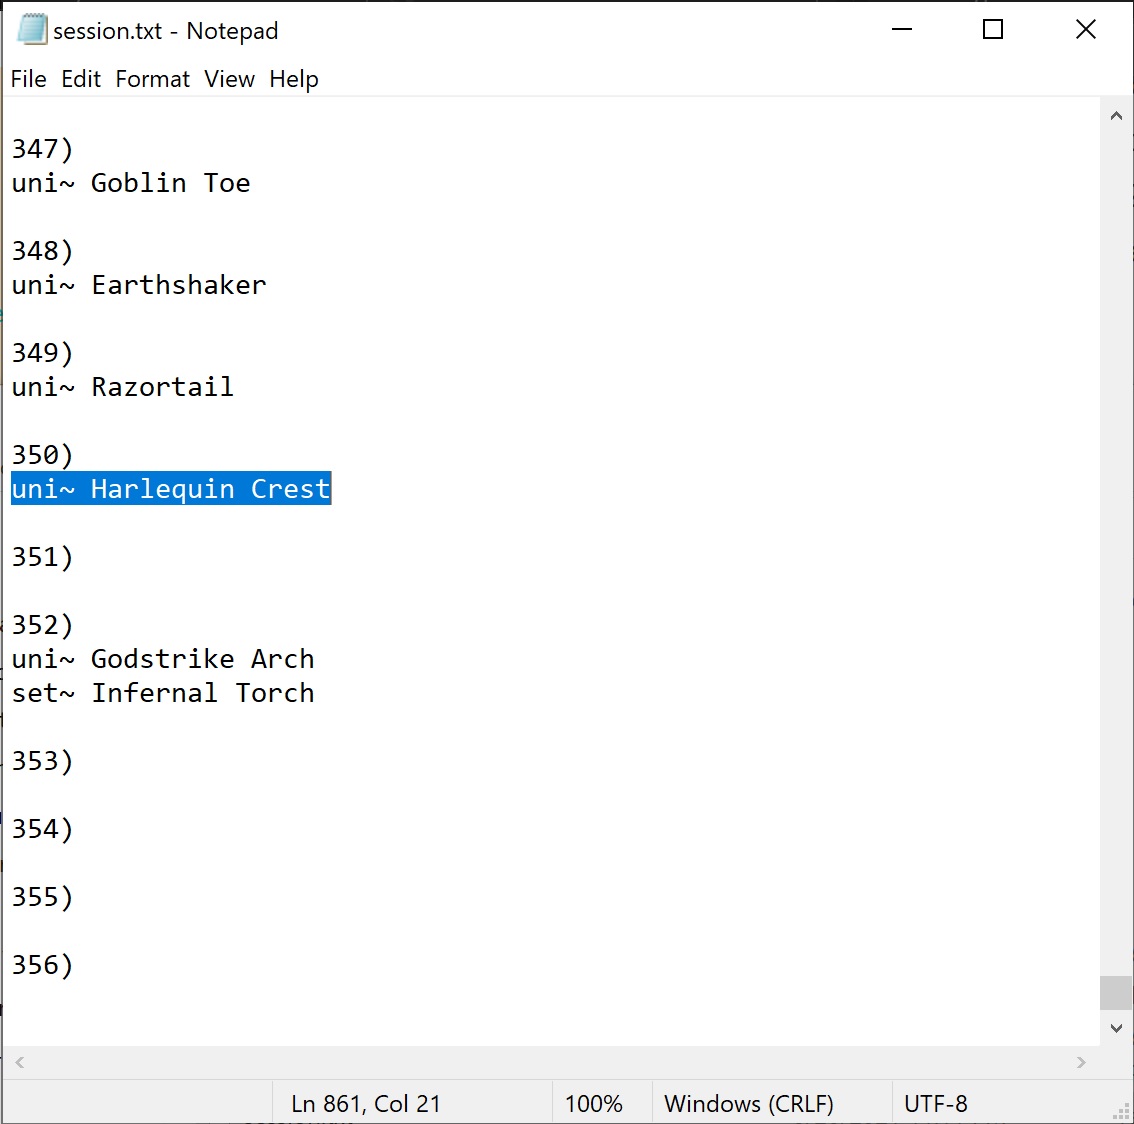 session.txt - Notepad
File Edit Format View Help
347)
uni~ Goblin Toe
348)
uni~ Earthshaker
349)
uni~ Razortail
350)
uni~ Harlequin Crest
351)
352)
uni~ Godstrike Arch
set~ Infernal Torch
353)
354)
355)
356)
Ln 861, Col 21 100% Windows (CRLF) UTF-8